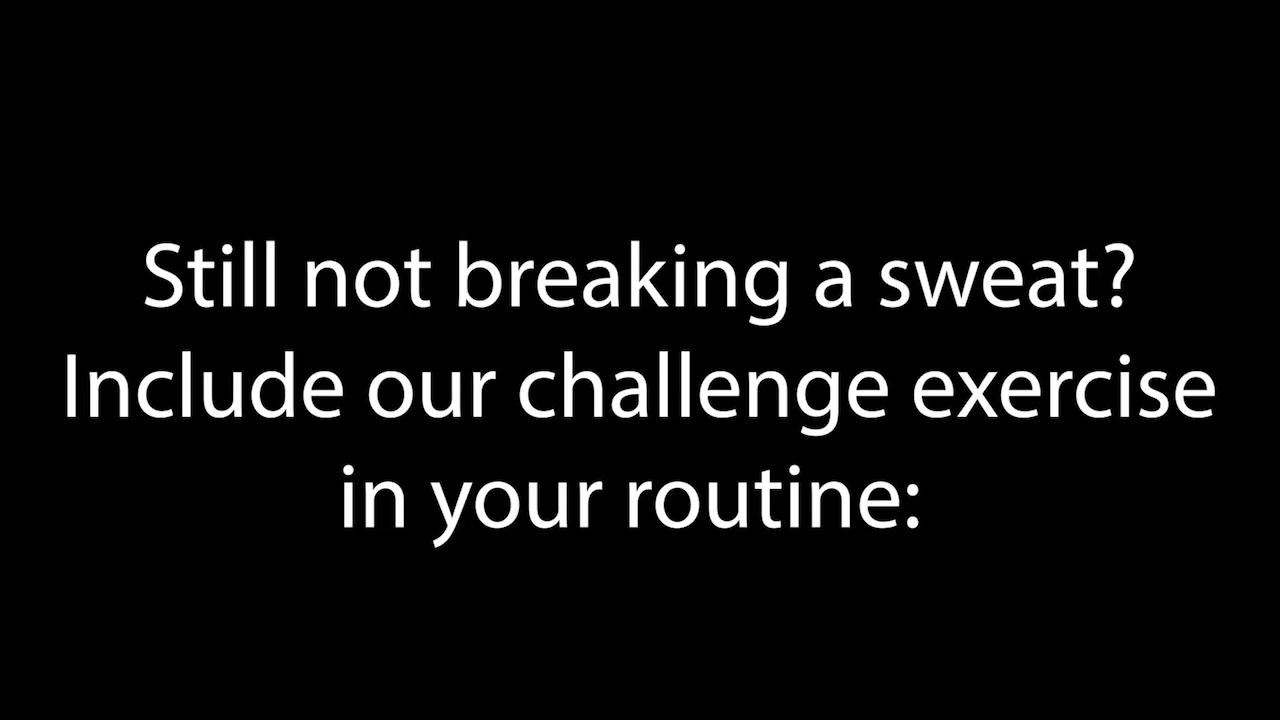 Still not breaking a sweat?
Include our challenge exercise
in your routine: